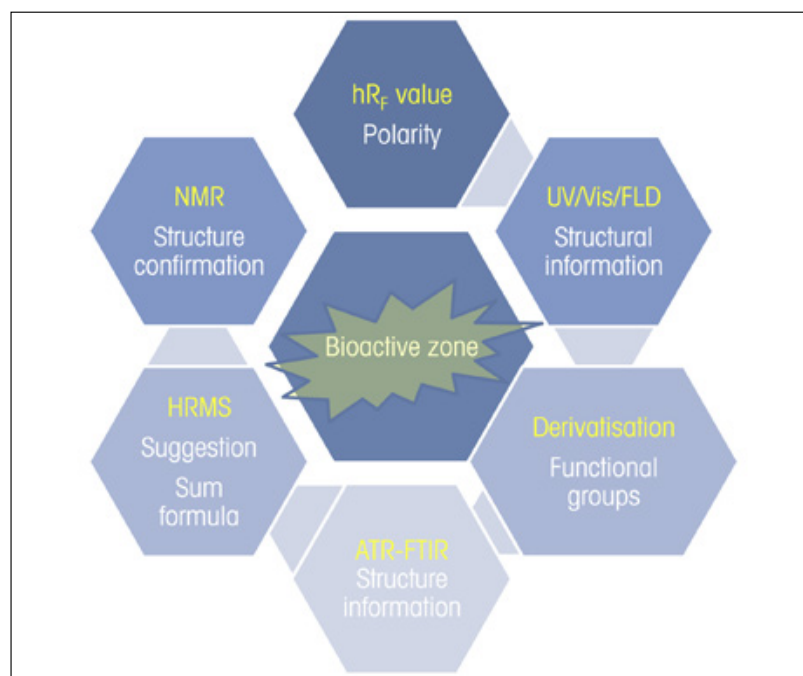 hRF value
Polarity
UV/Vis/FLD
Structural
information
Derivatisation
Functional
groups
ATR-FTIR
Structure
information
HRMS
Suggestion
Sum
formula
NMR
Structure
confirmation
Bioactive zone